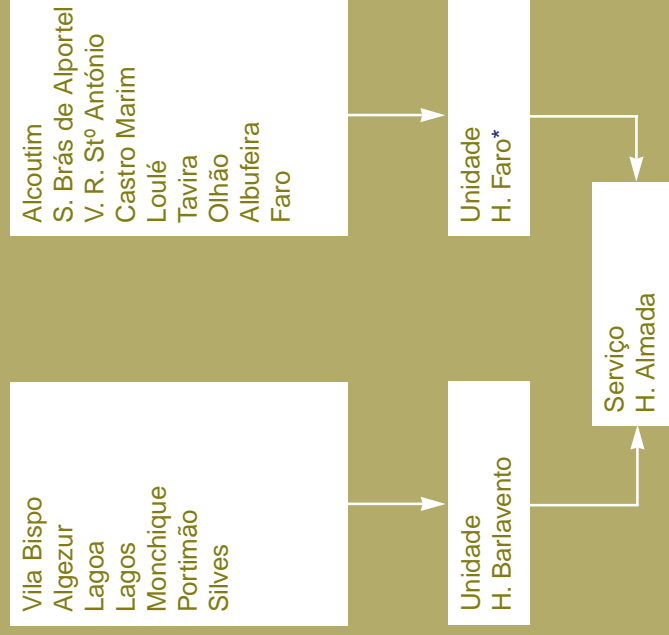 Vila Bispo
Algezur
Lagoa
Lagos
Monchique
Portimão
Silves
Alcoutim
S. Brás de Alportel
V. R. Stº António
Castro Marim
Loulé
Tavira
Olhão
Albufeira
Faro
Unidade
H. Barlavento
Unidade
H. Faro*
Serviço
H. Almada